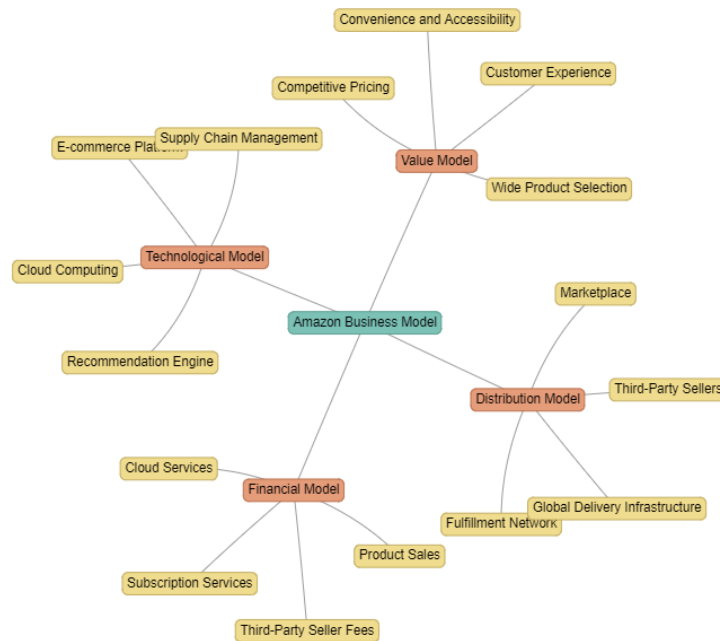 Convenience and Accessibility
Customer Experience
Competitive Pricing
Supply Chain Management
E-commerce
Value Model
Wide Product Selection
Technological Model
Cloud Computing
Marketplace
Amazon Business Model
Recommendation Engine
Third-Party Sellers
Distribution Model
Cloud Services
Financial Model
Global Delivery Infrastructure
Fulfillment Network
Product Sales
Subscription Services
Third-Party Seller Fees